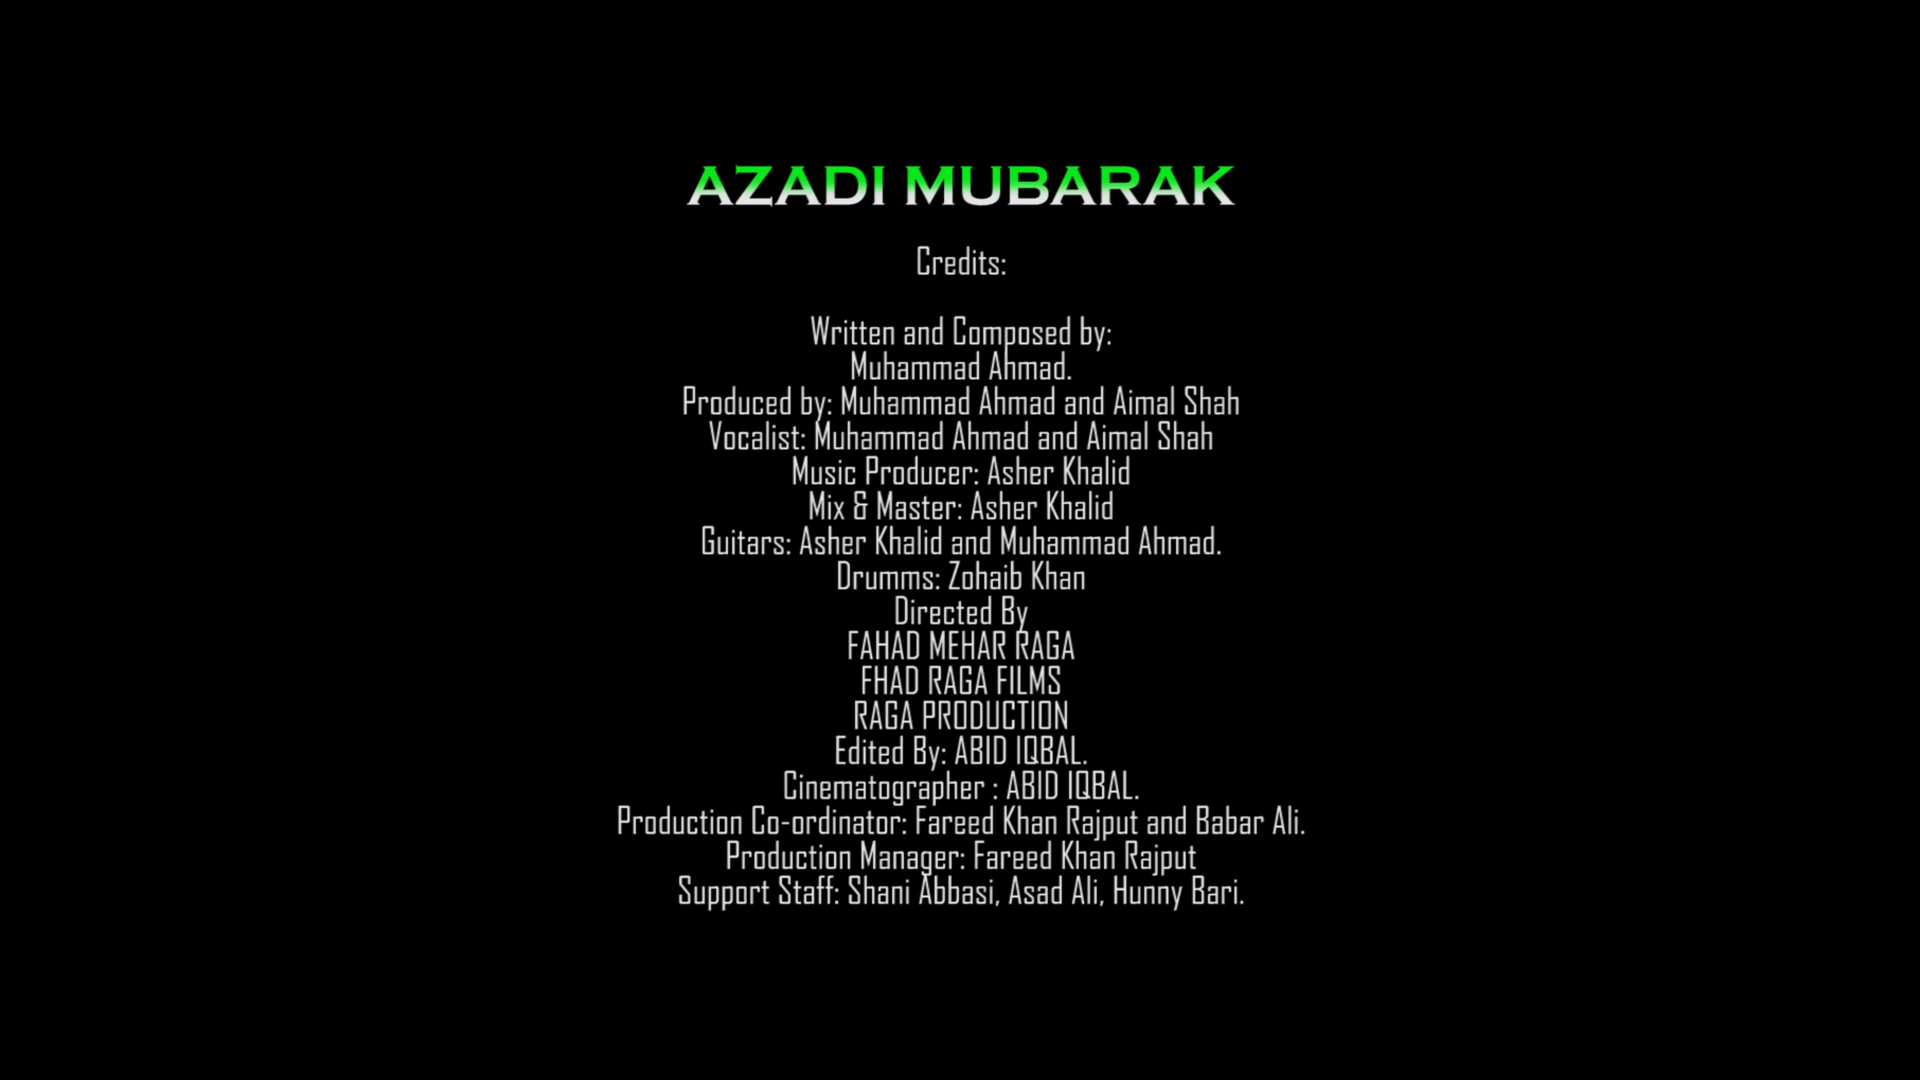 AZADI MUBARAK
Credits:
Written and Composed by:
Muhammad Ahmad.
Produced by: Muhammad Ahmad and Aimal Shah
Vocalist: Muhammad Ahmad and Aimal Shah
Music Producer: Asher Khalid
Mix & Master: Asher Khalid
Guitars: Asher Khalid and Muhammad Ahmad.
Drumms: Zohaib Khan
Directed By
FAHAD MEHAR RAGA
FHAD RAGA FILMS
RAGA PRODUCTION
Edited By: ABID IQBAL.
Cinematographer : ABID IQBAL.
Production Co-ordinator: Fareed Khan Rajput and Babar Ali.
Production Manager: Fareed Khan Rajput
Support Staff: Shani Abbasi, Asad Ali, Hunny Bari.